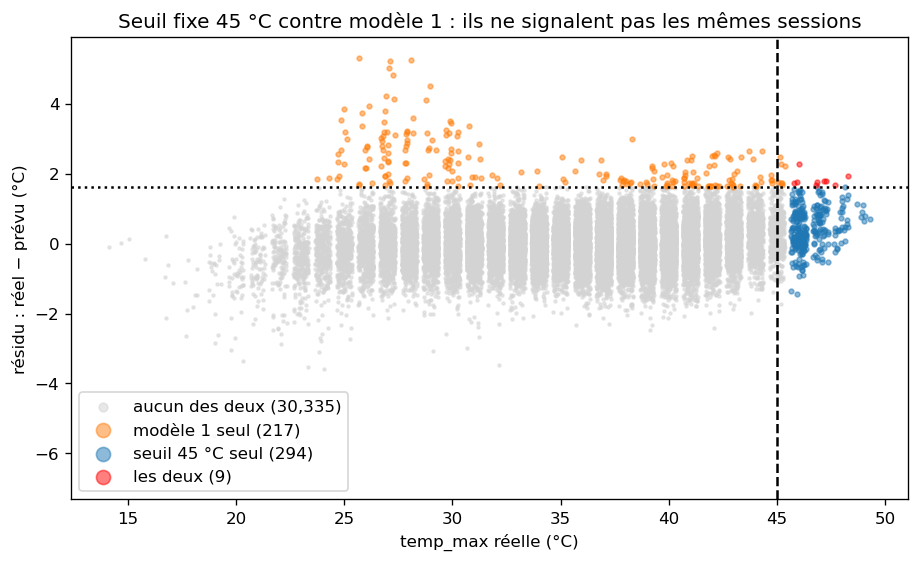 Seuil fixe 45 °C contre modèle 1 : ils ne signalent pas les mêmes sessions
résidu : réel − prévu (°C)
4
2
0
−2
−4
−6
aucun des deux (30,335)
modèle 1 seul (217)
seuil 45 °C seul (294)
les deux (9)
15 20 25 30 35 40 45 50
temp_max réelle (°C)